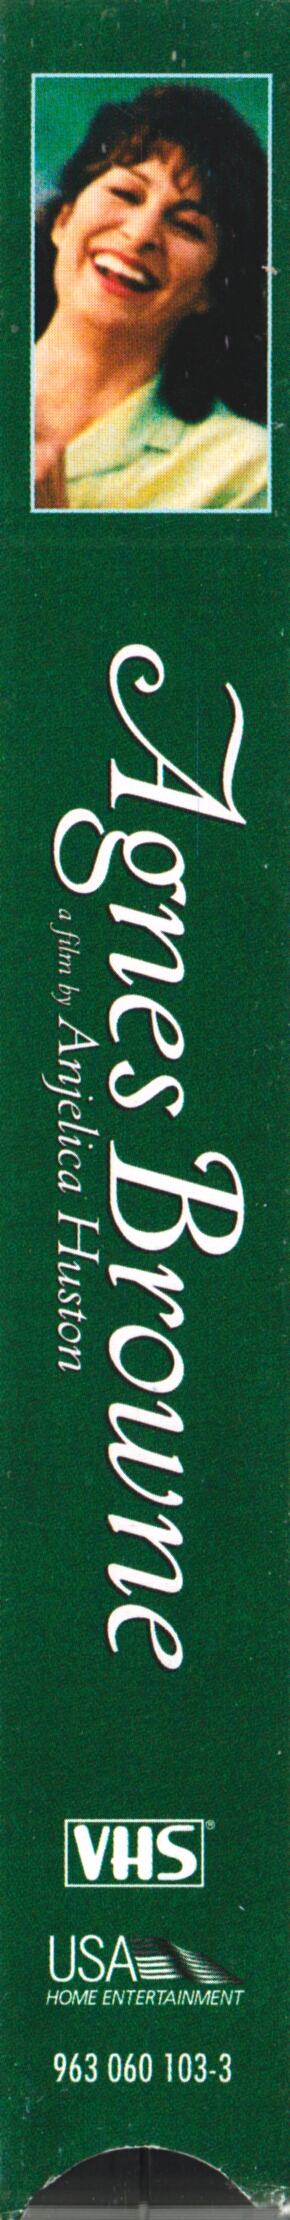 Agnes Browne
a film by Anjelica Huston
VHS®
USA
HOME ENTERTAINMENT
963 060 103-3